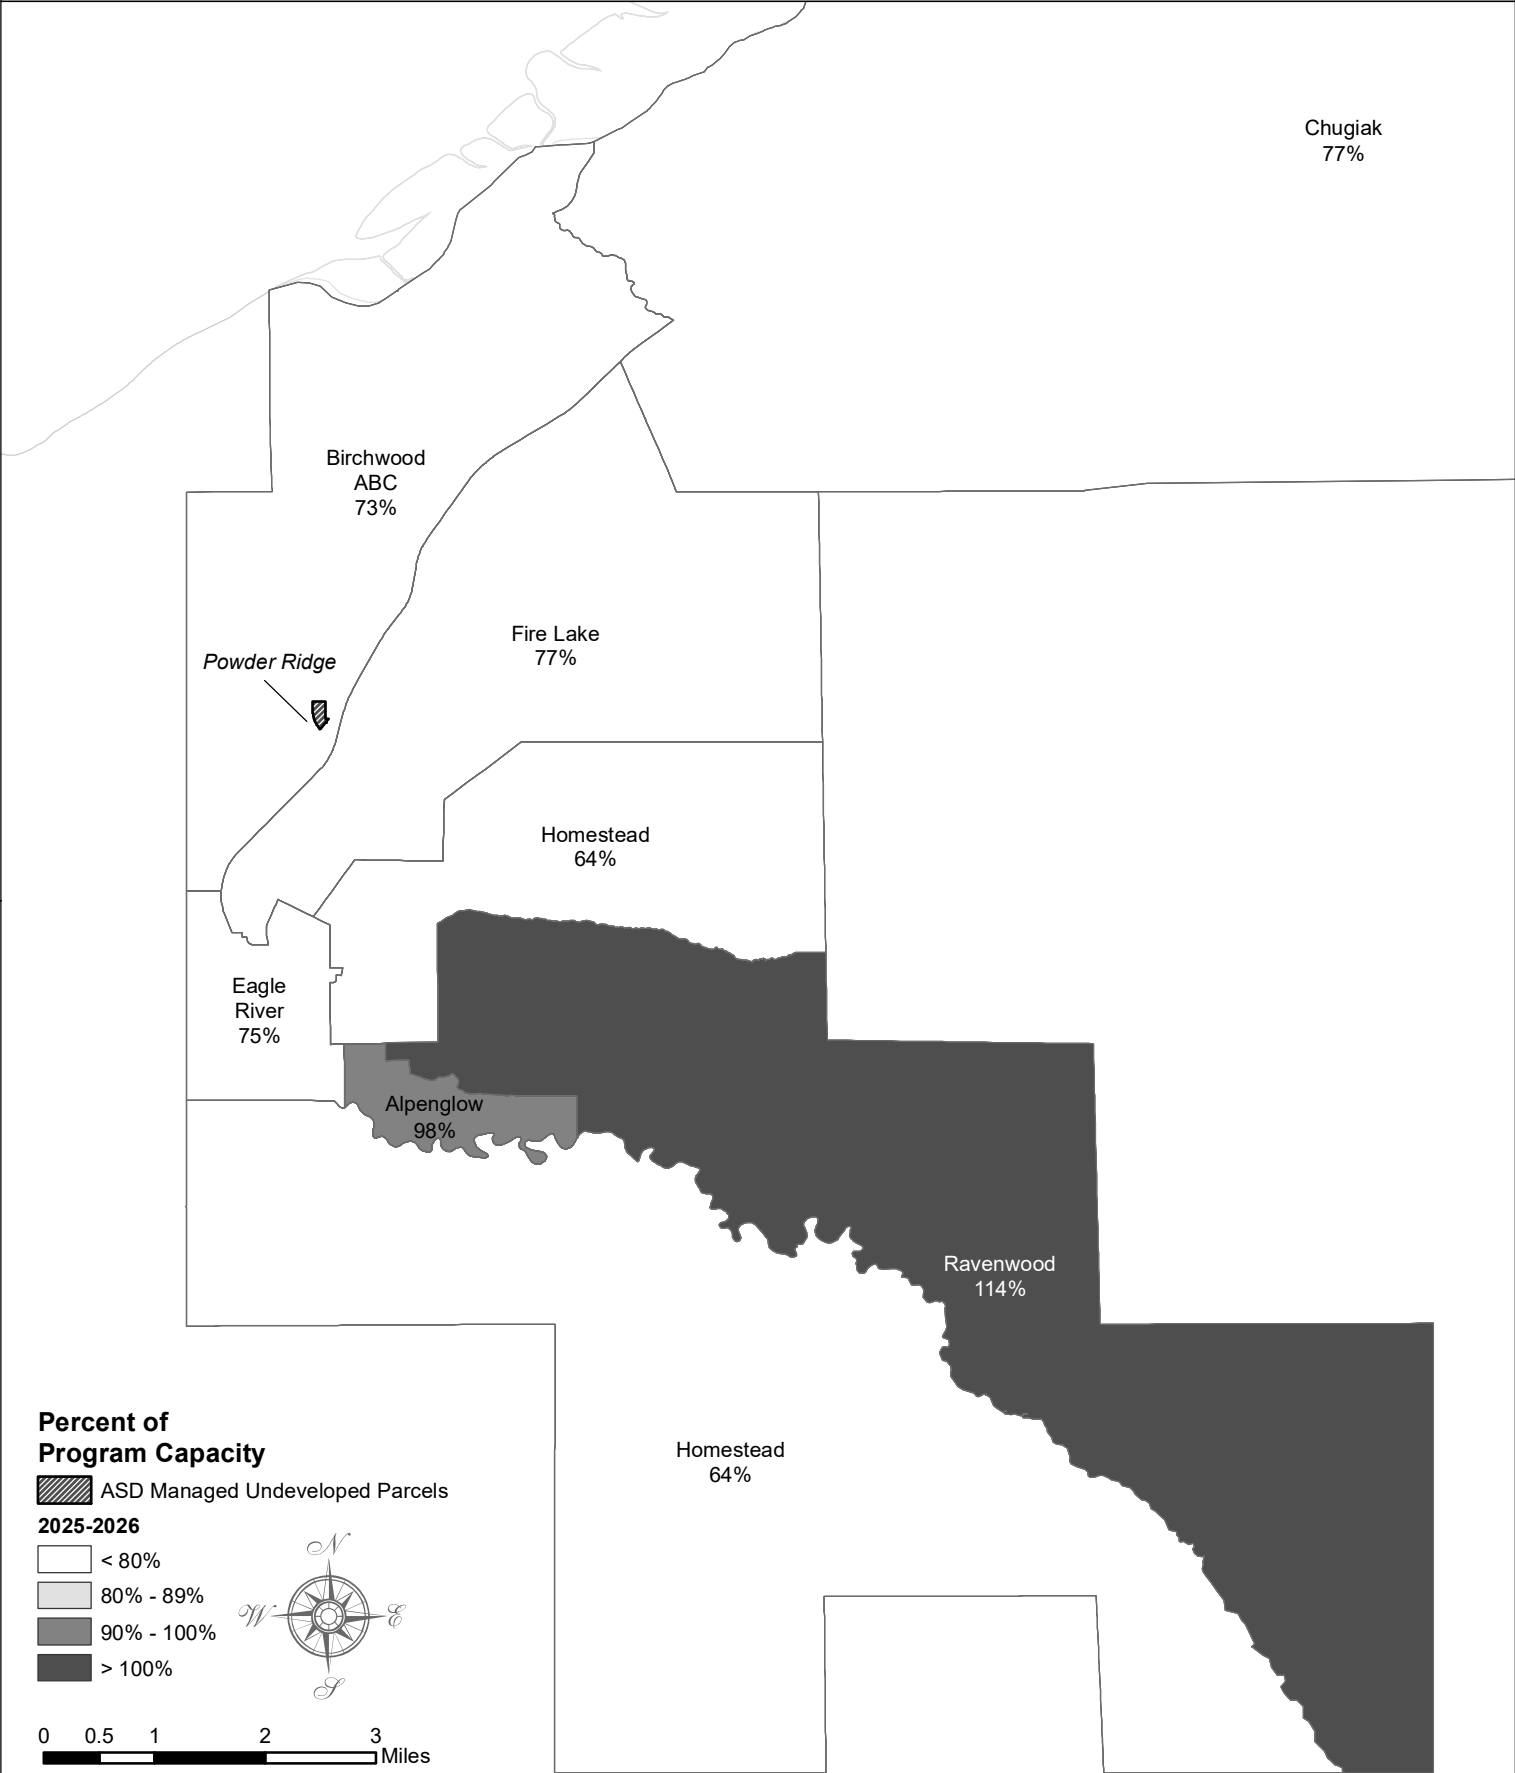 Chugiak
77%
Birchwood
ABC
73%
Fire Lake
77%
Powder Ridge
Homestead
64%
Eagle
River
75%
Alpenglow
98%
Ravenwood
114%
Homestead
64%
Percent of
Program Capacity
ASD Managed Undeveloped Parcels
2025-2026
< 80%
80% - 89%
90% - 100%
> 100%
N
W
E
S
0 0.5 1 2 3
Miles